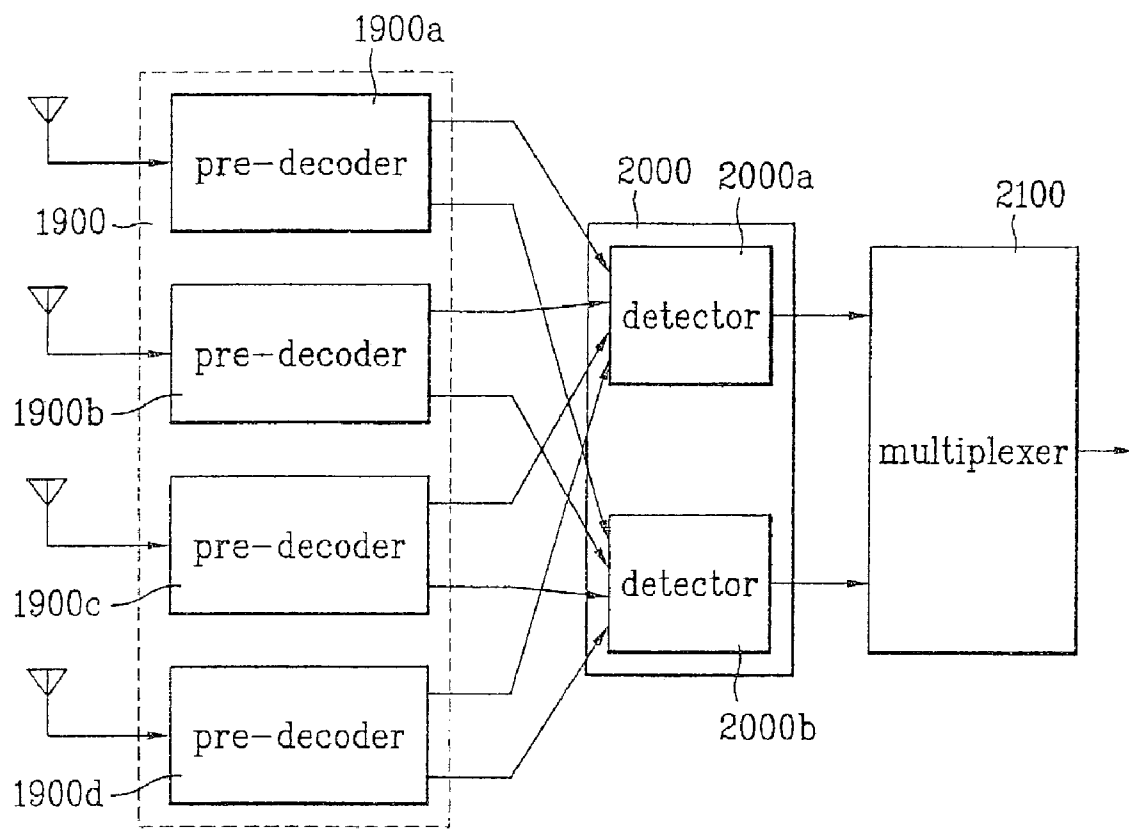 1900a
pre-decoder
1900
2000
2000a
2100
pre-decoder
1900b
detector
multiplexer
pre-decoder
1900c
detector
2000b
pre-decoder
1900d